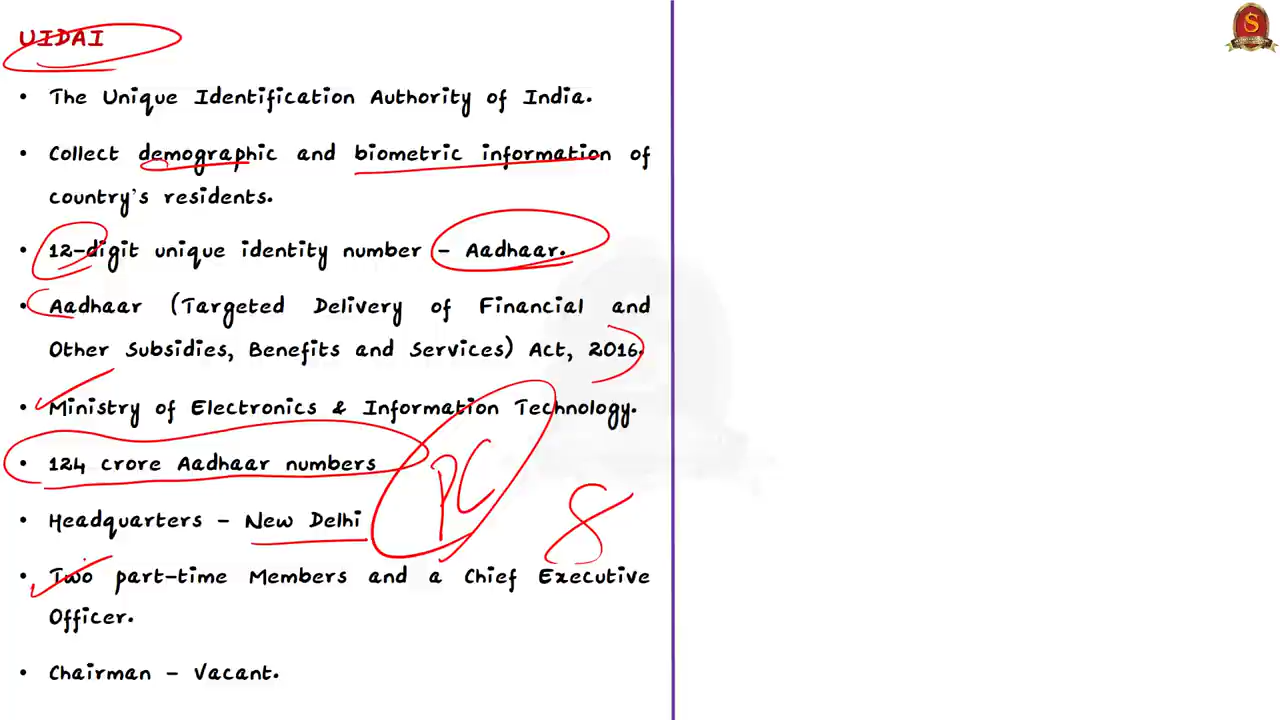 UIDAI
• The Unique Identification Authority of India.
• Collect demographic and biometric information of
country's residents.
• 12-digit unique identity number - Aadhaar.
• Aadhaar (Targeted Delivery of Financial and
Other Subsidies, Benefits and Services) Act, 2016.
• Ministry of Electronics & Information Technology.
• 124 crore Aadhaar numbers
PC
• Headquarters - New Delhi
8
• Two part-time Members and a Chief Executive
Officer.
• Chairman - Vacant.
S